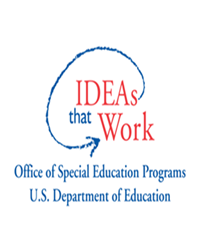 IDEAs
that Work
Office of Special Education Programs
U.S. Department of Education